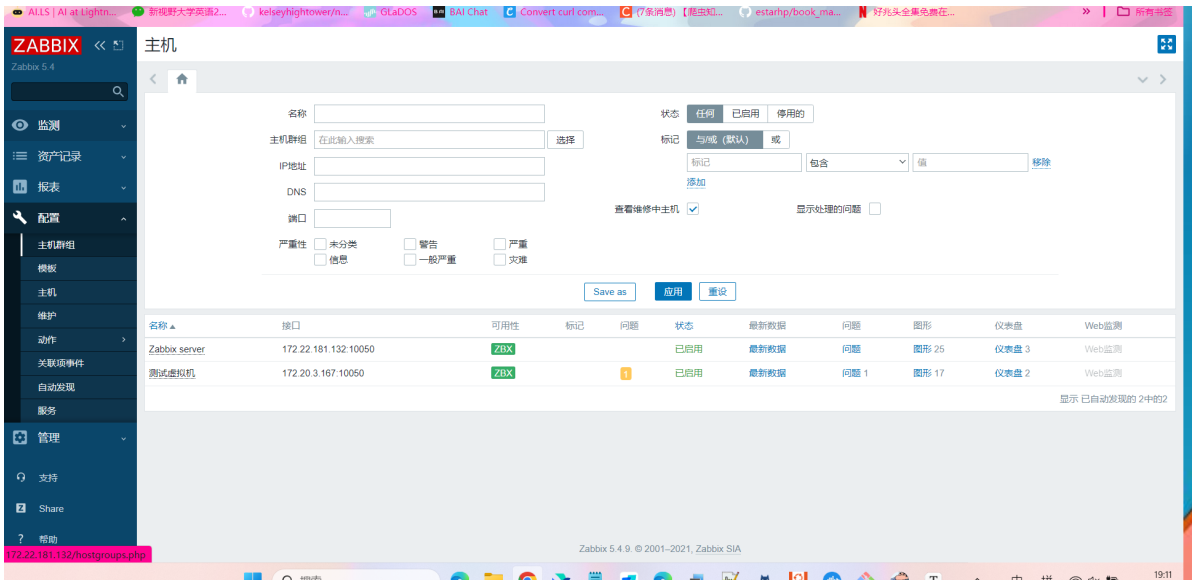 ALLS | AI at Lightn... 新视野大学英语2... kelseyhightower/n... GLaDOS BAI Chat Convert curl com... (7条消息)【爬虫知... estarhp/book_ma... 好兆头全集免费在... » 所有书签
ZABBIX
主机
Zabbix 5.4
监测
资产记录
报表
配置
主机群组
模板
主机
维护
动作
关联项事件
自动发现
服务
管理
支持
Share
帮助
172.22.181.132/hostgroups.php
名称
状态 任何 已启用 停用的
主机群组 在此输入搜索 选择
标记 与/或 (默认) 或
IP地址
标记 包含 值 移除
DNS
添加
端口
查看维修中主机 显示处理的问题
严重性 未分类 警告 严重
信息 一般严重 灾难
Save as 应用 重设
名称 接口 可用性 标记 问题 状态 最新数据 问题 图形 仪表盘 Web监测
Zabbix server 172.22.181.132:10050 ZBX 已启用 最新数据 问题 图形 25 仪表盘 3 Web监测
测试虚拟机 172.20.3.167:10050 ZBX 1 已启用 最新数据 问题 1 图形 17 仪表盘 2 Web监测
显示 已自动发现的 2中的2
Zabbix 5.4.9. © 2001–2021, Zabbix SIA
19:11